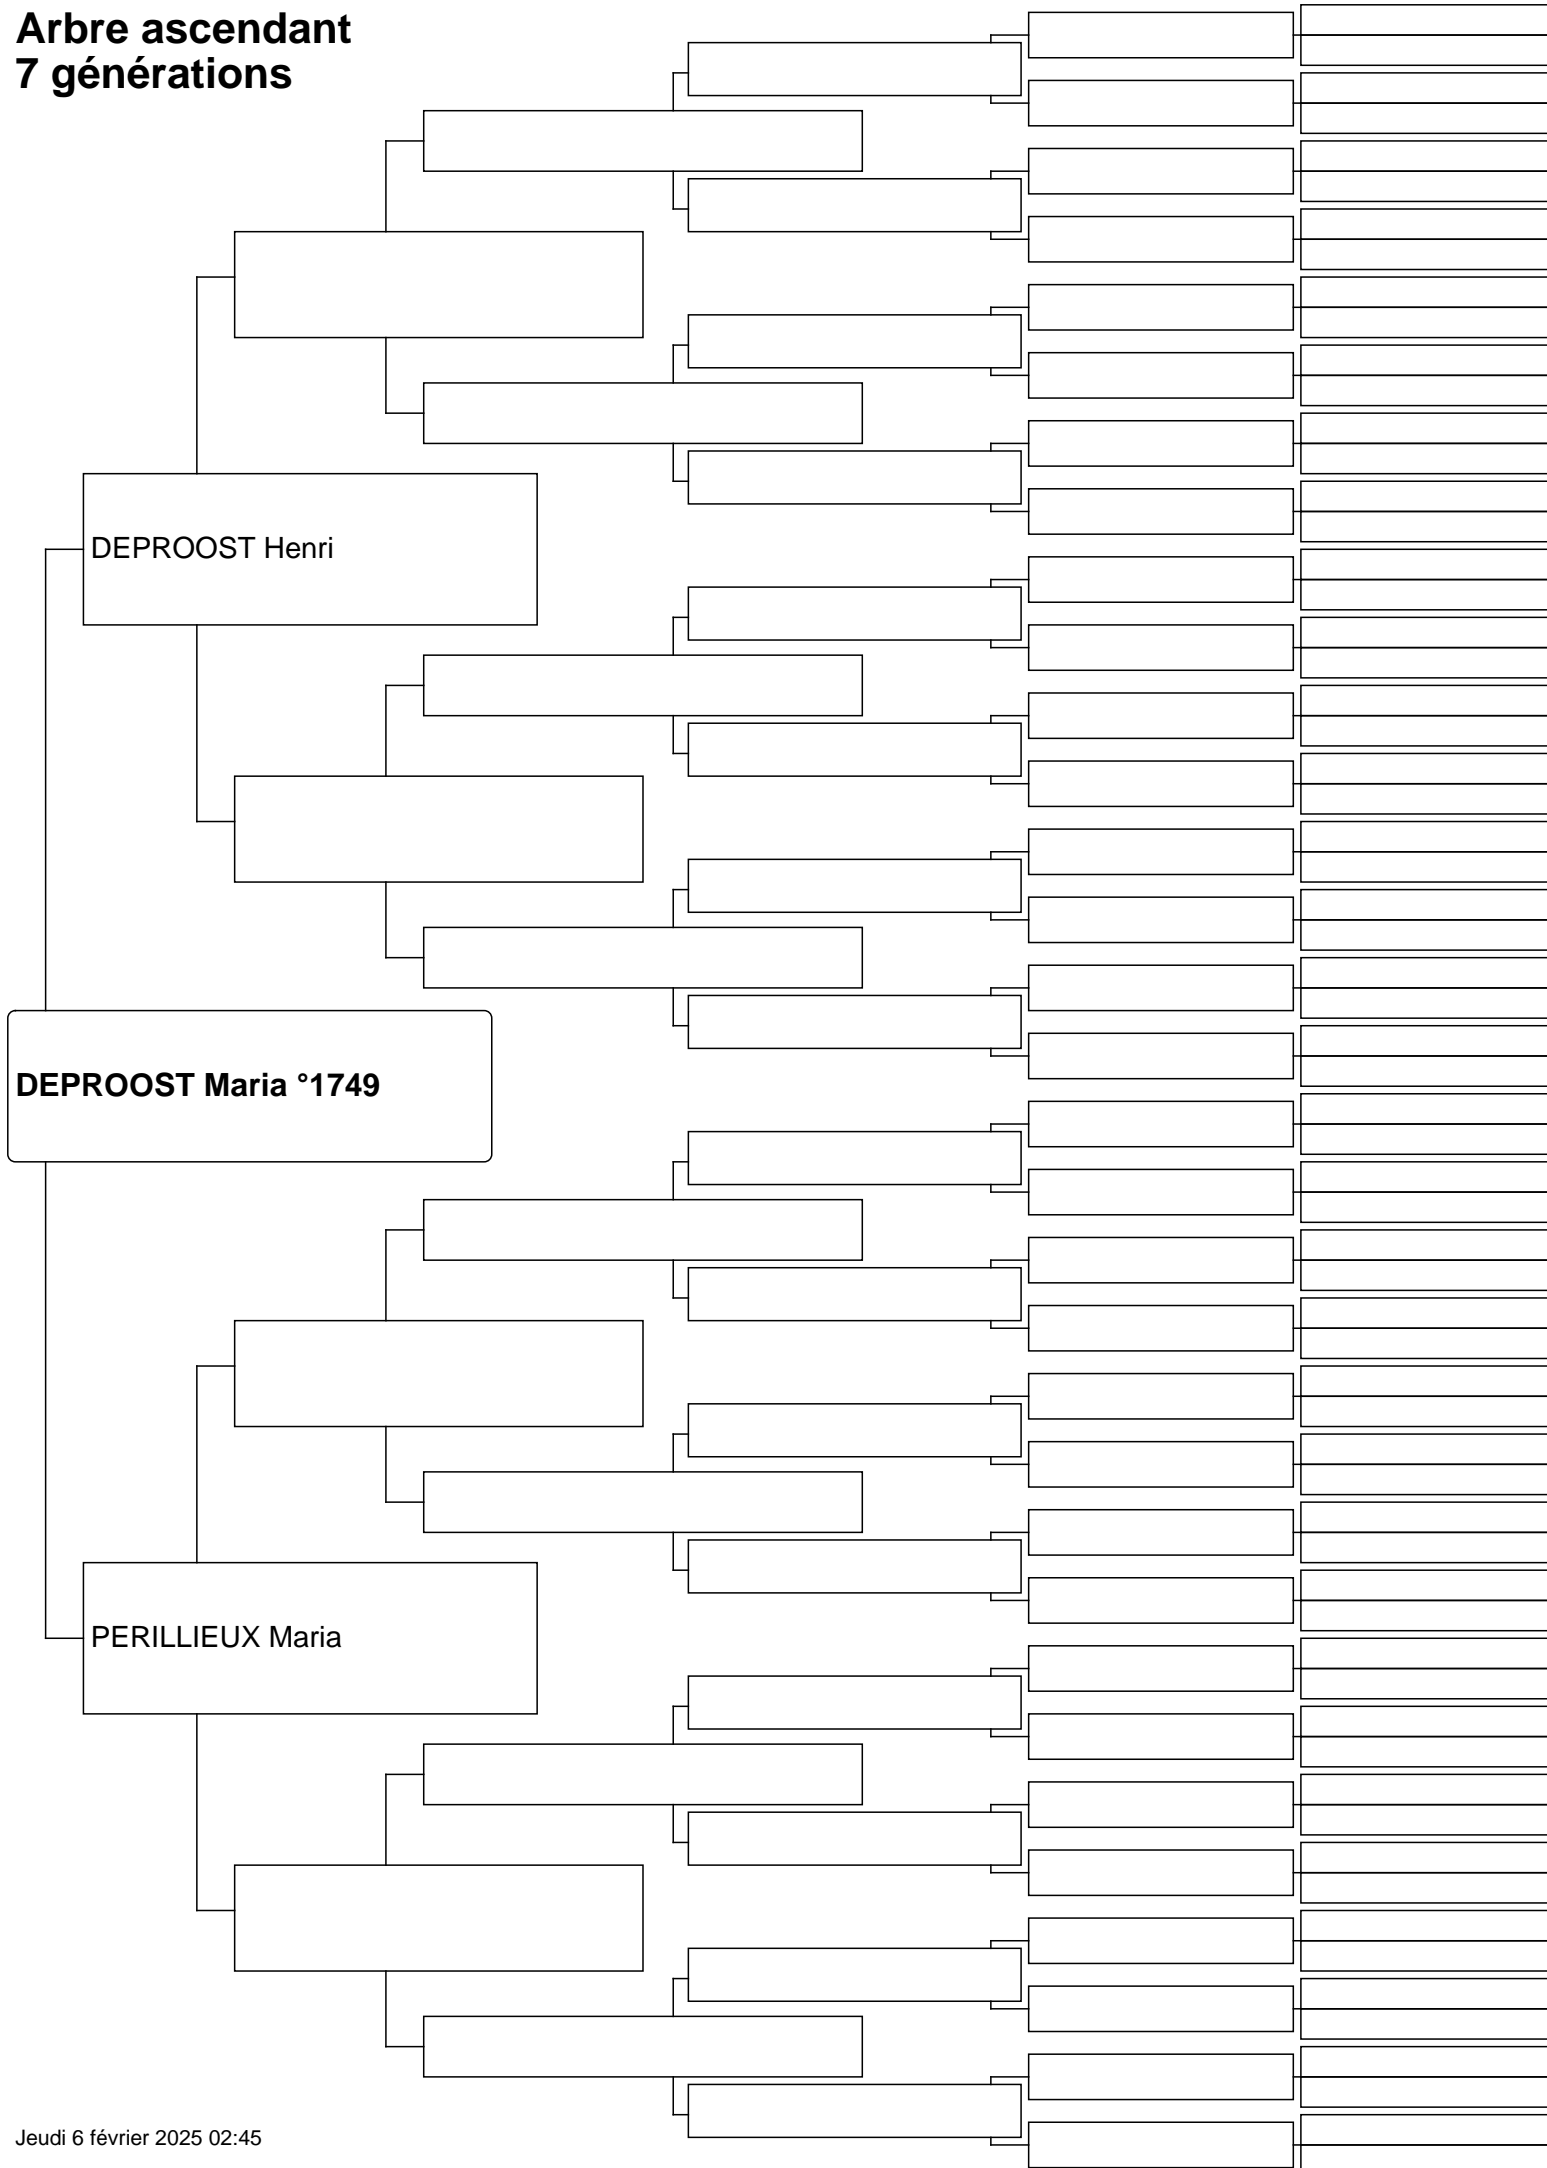 Arbre ascendant
7 générations
DEPROOST Henri
DEPROOST Maria °1749
PERILLIEUX Maria
Jeudi 6 février 2025 02:45